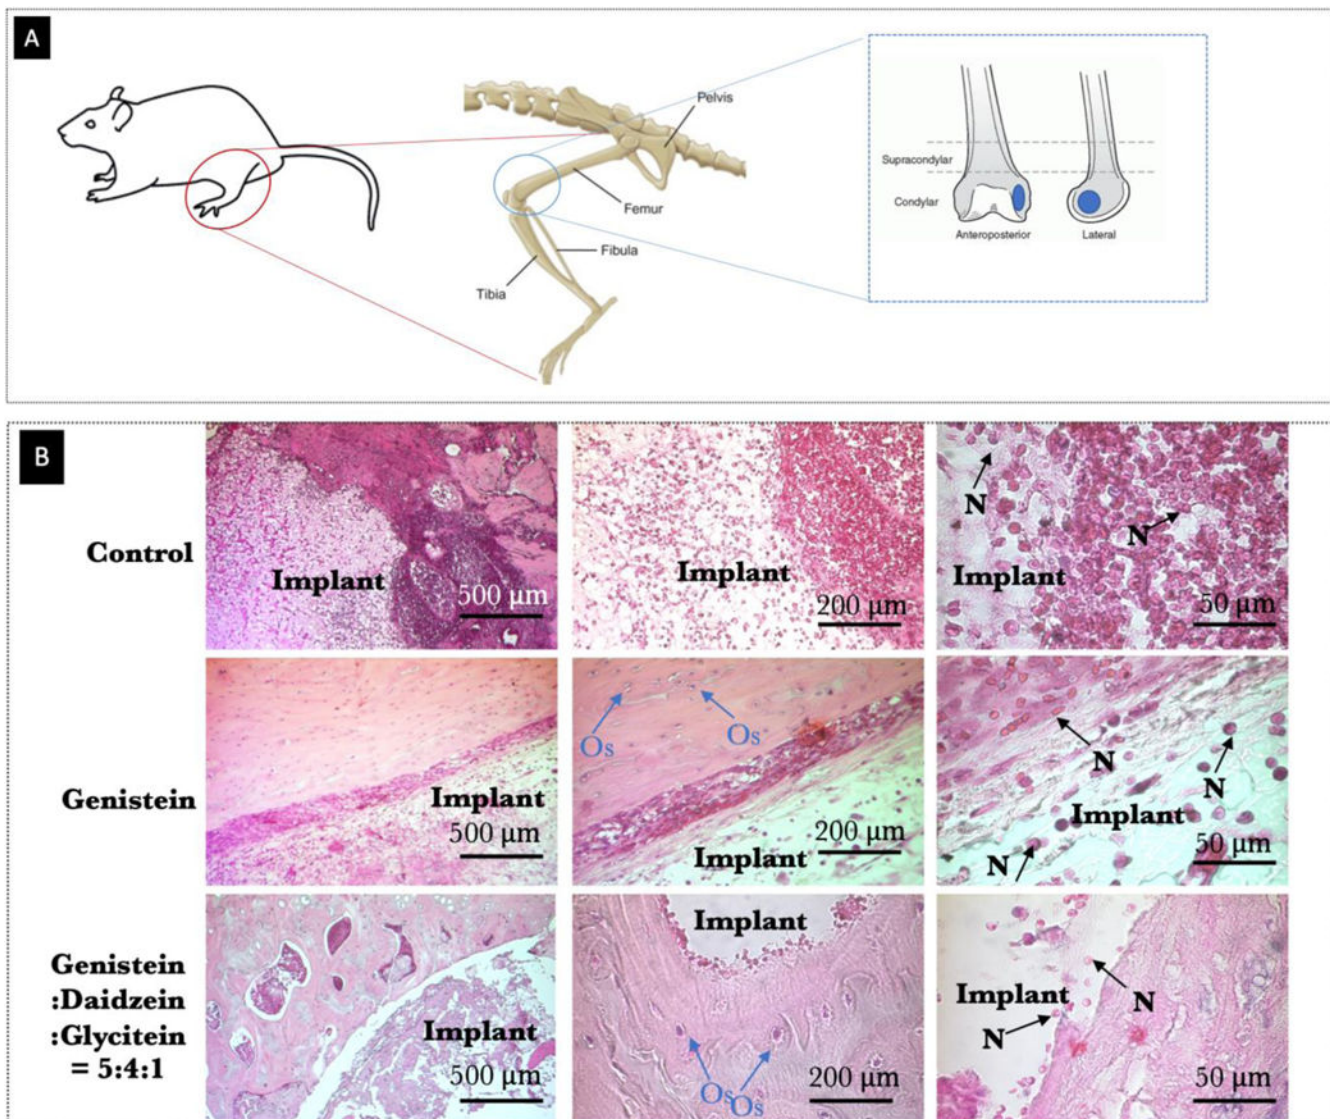 A
Pelvis
Femur
Fibula
Tibia
Supracondylar
Condylar
Anteroposterior
Lateral
B
Control
Implant
500 µm
Implant
200 µm
N
N
Implant
50 µm
Genistein
Implant
500 µm
Os
Os
200 µm
Implant
N
N
Implant
N
50 µm
Genistein
:Daidzein
:Glycitein
= 5:4:1
Implant
500 µm
Implant
Os
Os
200 µm
Implant
N
N
50 µm